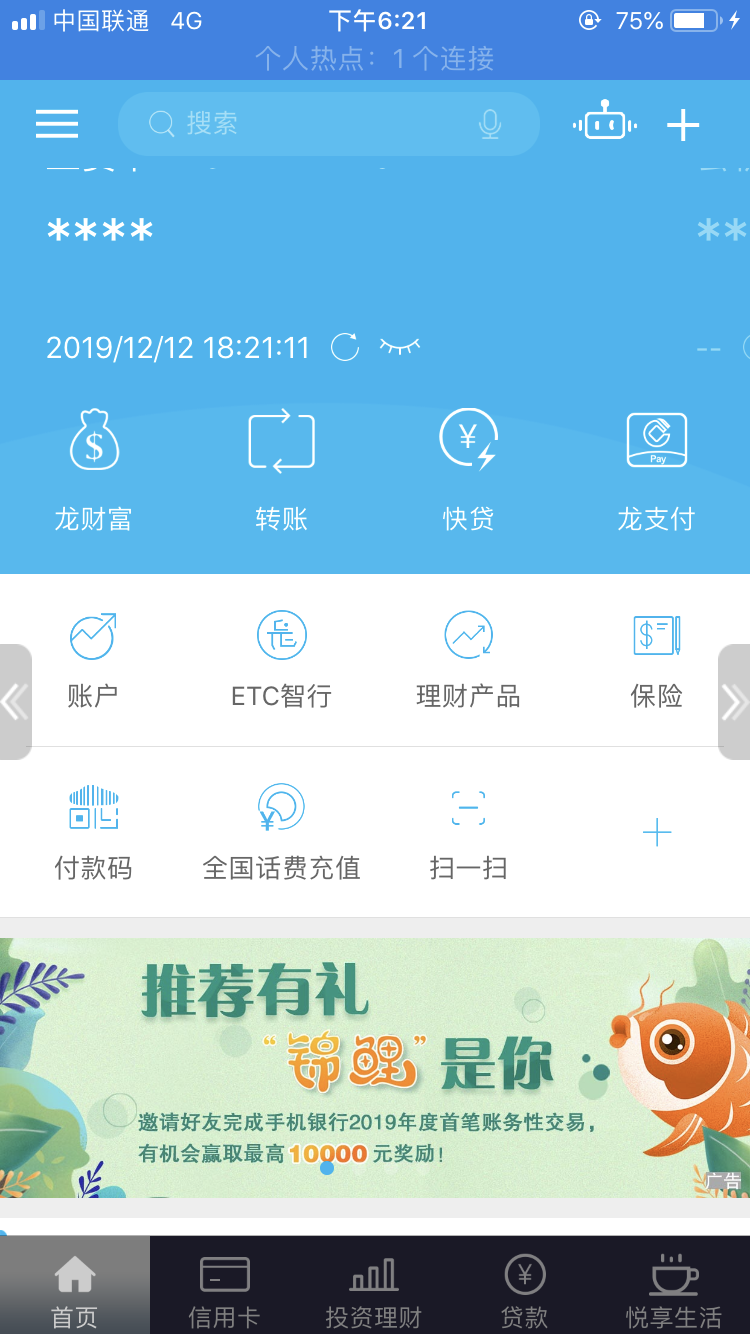 中国联通 4G 下午6:21 75%
个人热点：1 个连接
搜索
**** **
2019/12/12 18:21:11 --
$ ¥ Pay
龙财富 转账 快贷 龙支付
账户 ETC智行 理财产品 保险
付款码 全国话费充值 扫一扫
推荐有礼
“锦鲤”是你
邀请好友完成手机银行2019年度首笔账务性交易，
有机会赢取最高10000元奖励！
广告
首页 信用卡 投资理财 贷款 悦享生活